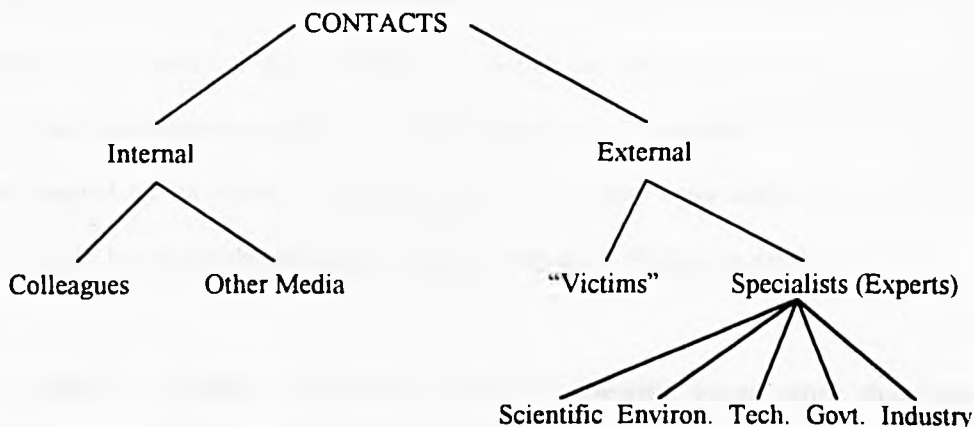 CONTACTS
Internal External
Colleagues Other Media “Victims” Specialists (Experts)
Scientific Environ. Tech. Govt. Industry